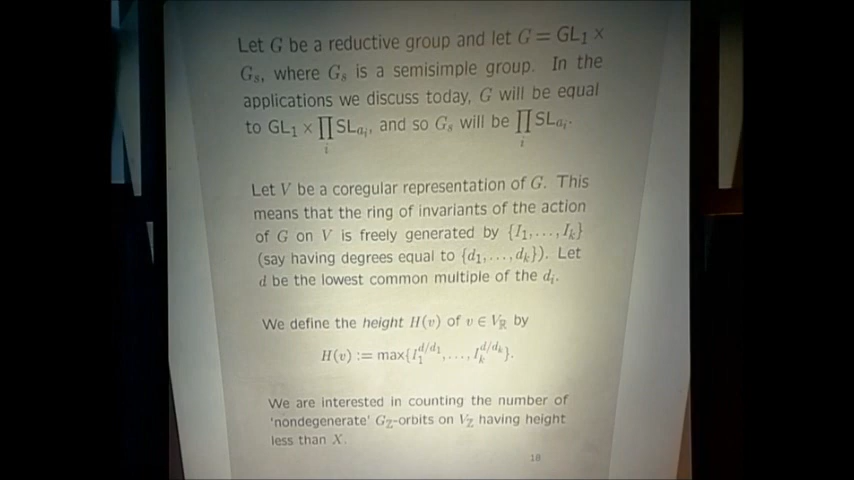 Let G be a reductive group and let G = GL₁ ×
Gₛ, where Gₛ is a semisimple group. In the
applications we discuss today, G will be equal
to GL₁ × ∏ᵢ SL_{aᵢ}, and so Gₛ will be ∏ᵢ SL_{aᵢ}.
Let V be a coregular representation of G. This
means that the ring of invariants of the action
of G on V is freely generated by {I₁,…,Iₖ}
(say having degrees equal to {d₁,…,dₖ}). Let
d be the lowest common multiple of the dᵢ.
We define the height H(v) of v ∈ V_ℝ by
H(v) := max{I₁^{d/d₁},…,Iₖ^{d/dₖ}}.
We are interested in counting the number of
'nondegenerate' G_ℤ-orbits on V_ℤ having height
less than X.
18